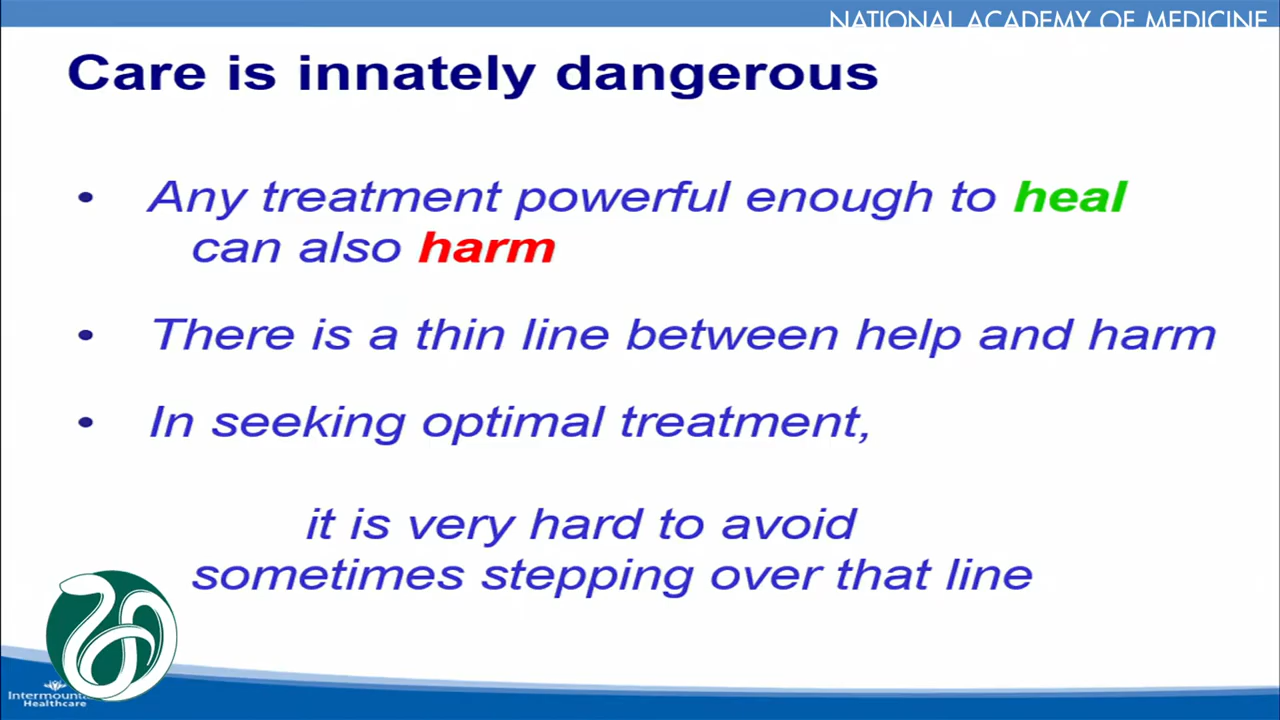 NATIONAL ACADEMY OF MEDICINE
Care is innately dangerous
• Any treatment powerful enough to heal
can also harm
• There is a thin line between help and harm
• In seeking optimal treatment,
it is very hard to avoid
sometimes stepping over that line
Healthcare